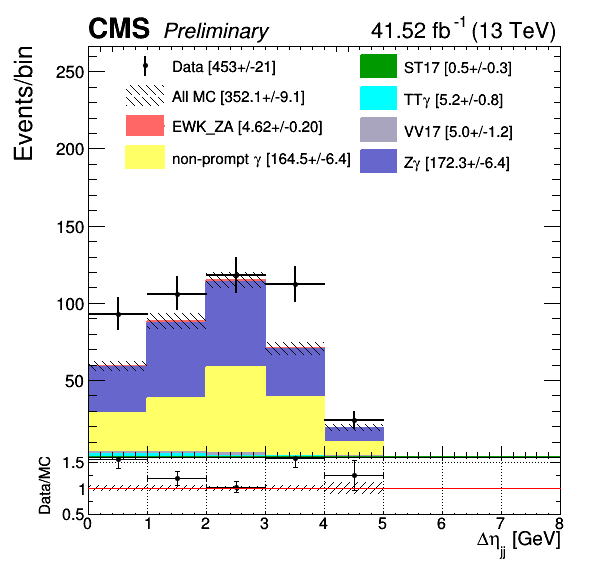 CMS Preliminary 41.52 fb⁻¹ (13 TeV)
Events/bin
Data [453+/-21]
All MC [352.1+/-9.1]
EWK_ZA [4.62+/-0.20]
non-prompt γ [164.5+/-6.4]
ST17 [0.5+/-0.3]
TTγ [5.2+/-0.8]
VV17 [5.0+/-1.2]
Zγ [172.3+/-6.4]
250
200
150
100
50
Data/MC
1.5
1
0.5
0 1 2 3 4 5 6 7 8
Δη_jj [GeV]